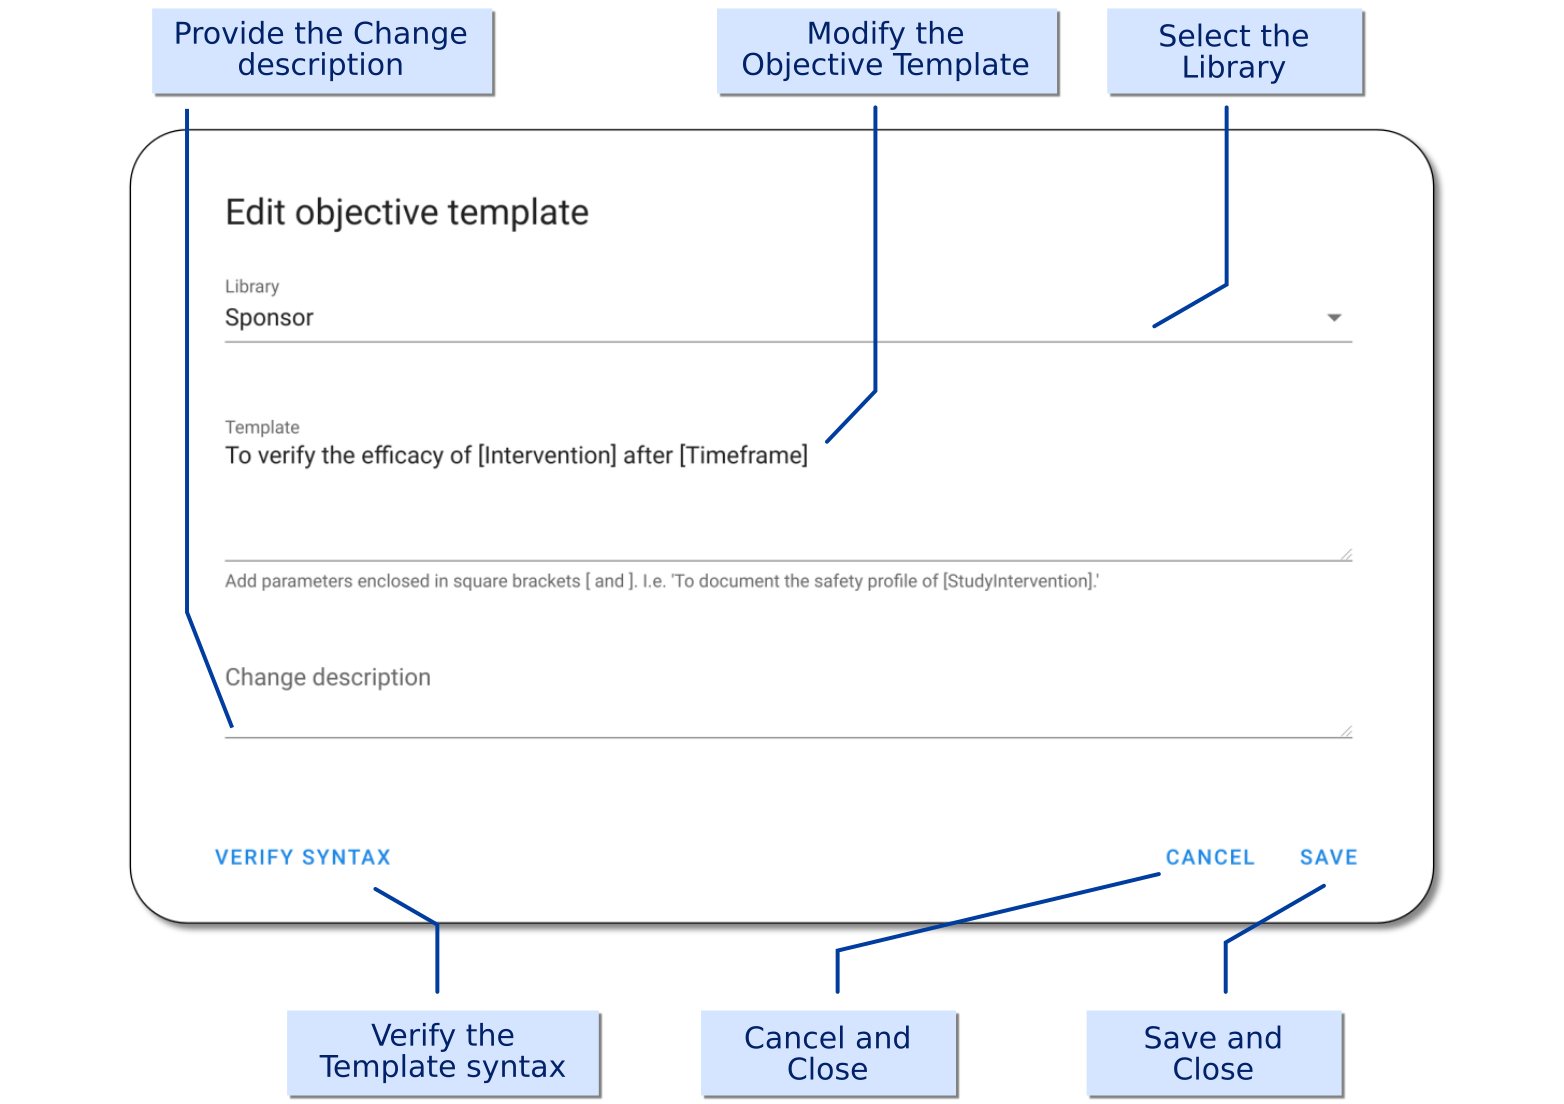 Provide the Change
description
Modify the
Objective Template
Select the
Library
Edit objective template
Library
Sponsor
Template
To verify the efficacy of [Intervention] after [Timeframe]
Add parameters enclosed in square brackets [ and ]. I.e. 'To document the safety profile of [StudyIntervention].'
Change description
VERIFY SYNTAX
CANCEL
SAVE
Verify the
Template syntax
Cancel and
Close
Save and
Close